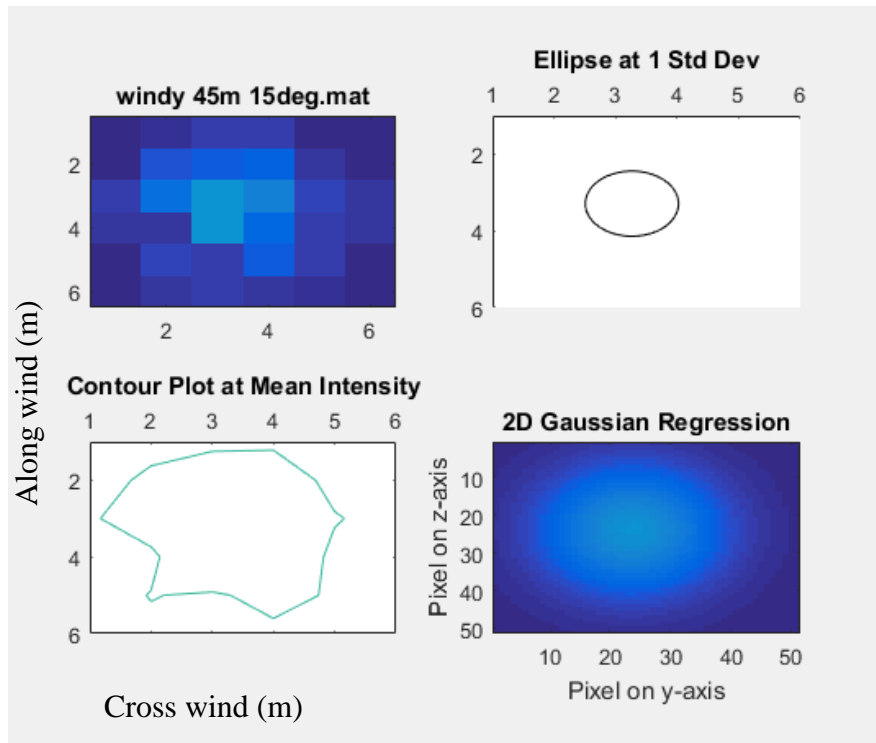 windy 45m 15deg.mat
2
4
6
2 4 6
Ellipse at 1 Std Dev
1 2 3 4 5 6
2
4
6
Along wind (m)
Contour Plot at Mean Intensity
1 2 3 4 5 6
2
4
6
Cross wind (m)
2D Gaussian Regression
Pixel on z-axis
10
20
30
40
50
10 20 30 40 50
Pixel on y-axis